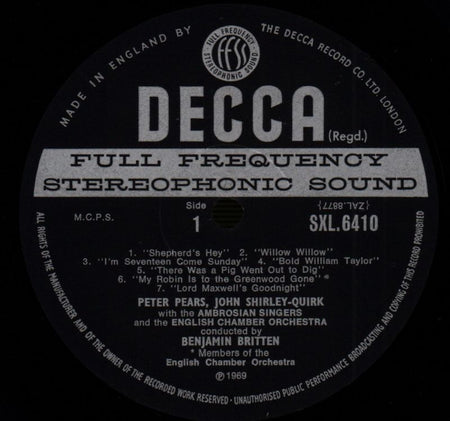 MADE IN ENGLAND BY
THE DECCA RECORD CO. LTD. LONDON
FULL FREQUENCY
FFSS
STEREOPHONIC SOUND
DECCA
(Regd.)
FULL FREQUENCY
STEREOPHONIC SOUND
M.C.P.S.
Side
1
{ZAL.8877}
SXL.6410
1. "Shepherd's Hey" 2. "Willow Willow"
3. "I'm Seventeen Come Sunday" 4. "Bold William Taylor"
5. "There Was a Pig Went Out to Dig"
6. "My Robin Is to the Greenwood Gone" *
7. "Lord Maxwell's Goodnight"
PETER PEARS, JOHN SHIRLEY-QUIRK
with the AMBROSIAN SINGERS
and the ENGLISH CHAMBER ORCHESTRA
conducted by
BENJAMIN BRITTEN
* Members of the
English Chamber Orchestra
℗1969
ALL RIGHTS OF THE MANUFACTURER AND OF THE OWNER OF THE RECORDED WORK RESERVED · UNAUTHORISED PUBLIC PERFORMANCE BROADCASTING AND COPYING OF THIS RECORD PROHIBITED